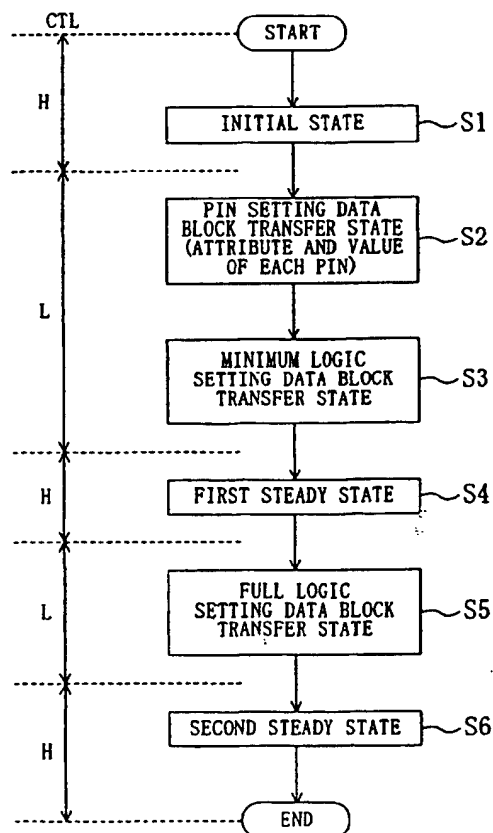 CTL
START
H
INITIAL STATE
S1
PIN SETTING DATA
BLOCK TRANSFER STATE
(ATTRIBUTE AND VALUE
OF EACH PIN)
S2
L
MINIMUM LOGIC
SETTING DATA BLOCK
TRANSFER STATE
S3
H
FIRST STEADY STATE
S4
L
FULL LOGIC
SETTING DATA BLOCK
TRANSFER STATE
S5
SECOND STEADY STATE
S6
H
END